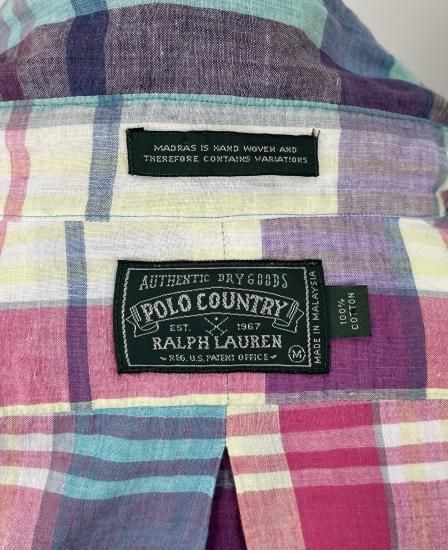 MADRAS IS HAND WOVEN AND
THEREFORE CONTAINS VARIATIONS
AUTHENTIC DRY GOODS
POLO COUNTRY
EST. 1967
RALPH LAUREN
~ REG. U.S. PATENT OFFICE ~
M
MADE IN MALAYSIA
100%
COTTON